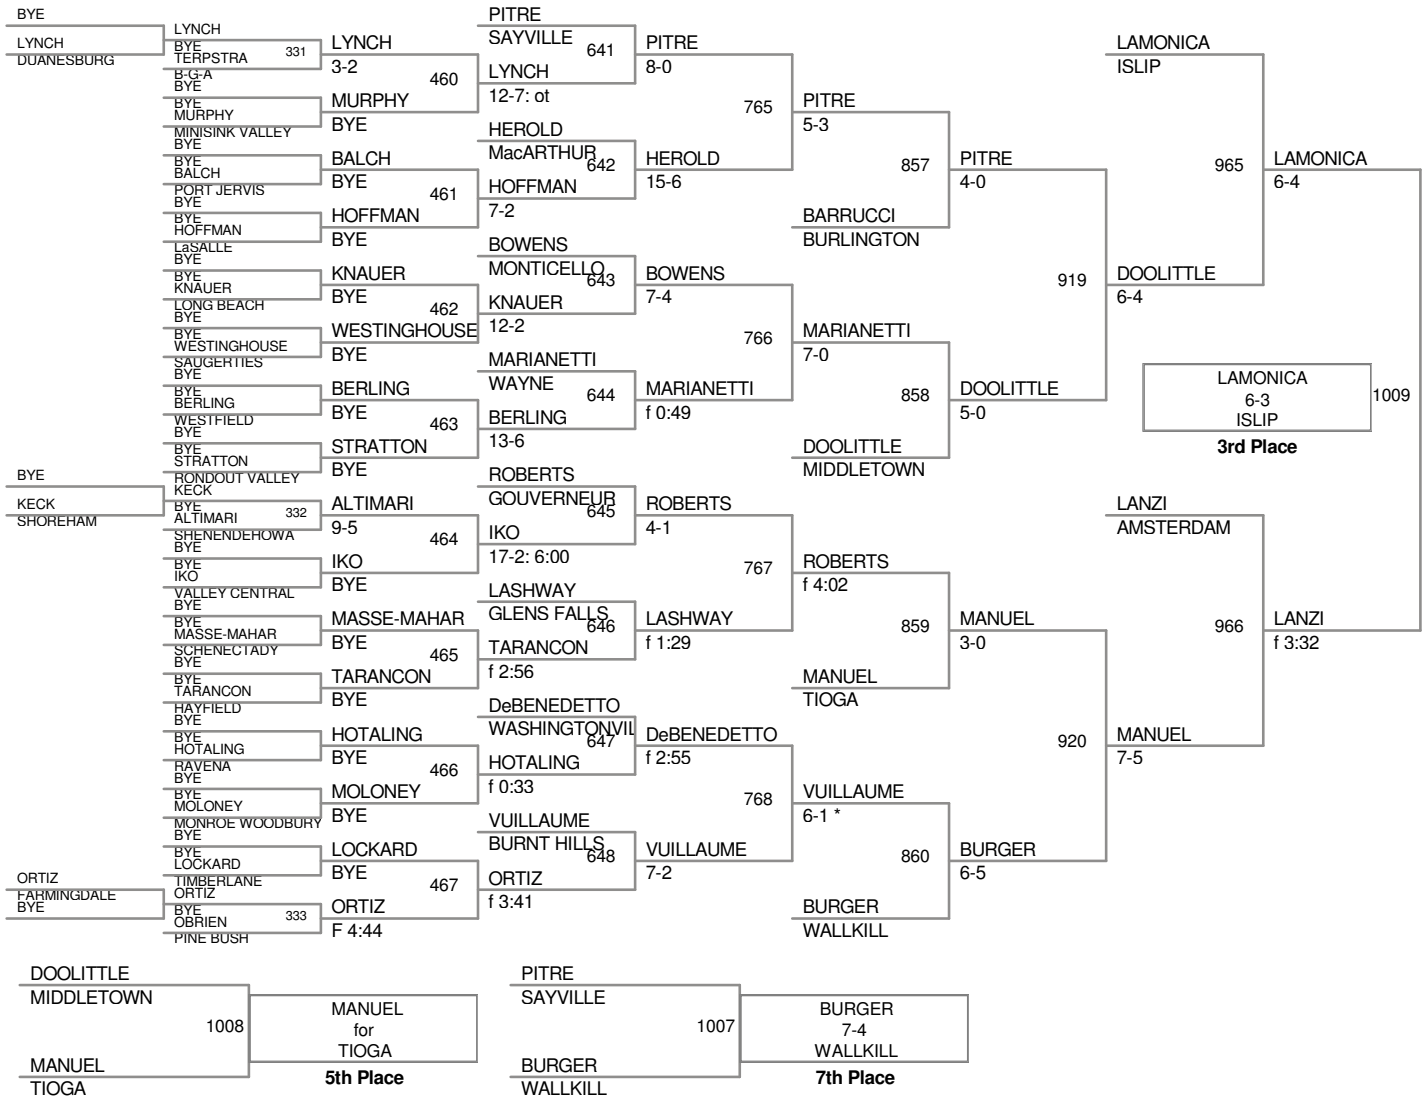 BYE
LYNCH
DUANESBURG
BYE
KECK
SHOREHAM
ORTIZ
FARMINGDALE
BYE
LYNCH
BYE
TERPSTRA
331
B-G-A
BYE
BYE
MURPHY
MINISINK VALLEY
BYE
BYE
BALCH
PORT JERVIS
BYE
BYE
HOFFMAN
LaSALLE
BYE
BYE
KNAUER
LONG BEACH
BYE
BYE
WESTINGHOUSE
SAUGERTIES
BYE
BYE
BERLING
WESTFIELD
BYE
BYE
STRATTON
RONDOUT VALLEY
KECK
BYE
ALTIMARI
332
SHENENDEHOWA
BYE
BYE
IKO
VALLEY CENTRAL
BYE
BYE
MASSE-MAHAR
SCHENECTADY
BYE
BYE
TARANCON
HAYFIELD
BYE
BYE
HOTALING
RAVENA
BYE
BYE
MOLONEY
MONROE WOODBURY
BYE
BYE
LOCKARD
TIMBERLANE
ORTIZ
BYE
OBRIEN
333
PINE BUSH
LYNCH
3-2
460
MURPHY
BYE
BALCH
BYE
461
HOFFMAN
BYE
KNAUER
BYE
462
WESTINGHOUSE
BYE
BERLING
BYE
463
STRATTON
BYE
ALTIMARI
9-5
464
IKO
BYE
MASSE-MAHAR
BYE
465
TARANCON
BYE
HOTALING
BYE
466
MOLONEY
BYE
LOCKARD
BYE
467
ORTIZ
F 4:44
PITRE
SAYVILLE
641
LYNCH
12-7: ot
HEROLD
MacARTHUR
642
HOFFMAN
7-2
BOWENS
MONTICELLO
643
KNAUER
12-2
MARIANETTI
WAYNE
644
BERLING
13-6
ROBERTS
GOUVERNEUR
645
IKO
17-2: 6:00
LASHWAY
GLENS FALLS
646
TARANCON
f 2:56
DeBENEDETTO
WASHINGTONVIL
647
HOTALING
f 0:33
VUILLAUME
BURNT HILLS
648
ORTIZ
f 3:41
PITRE
8-0
765
HEROLD
15-6
BOWENS
7-4
766
MARIANETTI
f 0:49
ROBERTS
4-1
767
LASHWAY
f 1:29
DeBENEDETTO
f 2:55
768
VUILLAUME
7-2
PITRE
5-3
857
BARRUCCI
BURLINGTON
MARIANETTI
7-0
858
DOOLITTLE
MIDDLETOWN
ROBERTS
f 4:02
859
MANUEL
TIOGA
VUILLAUME
6-1 *
860
BURGER
WALLKILL
PITRE
4-0
919
DOOLITTLE
5-0
MANUEL
3-0
920
BURGER
6-5
LAMONICA
ISLIP
965
DOOLITTLE
6-4
LANZI
AMSTERDAM
966
MANUEL
7-5
LAMONICA
6-4
LANZI
f 3:32
LAMONICA
6-3
ISLIP
1009
3rd Place
DOOLITTLE
MIDDLETOWN
1008
MANUEL
TIOGA
MANUEL
for
TIOGA
5th Place
PITRE
SAYVILLE
1007
BURGER
WALLKILL
BURGER
7-4
WALLKILL
7th Place